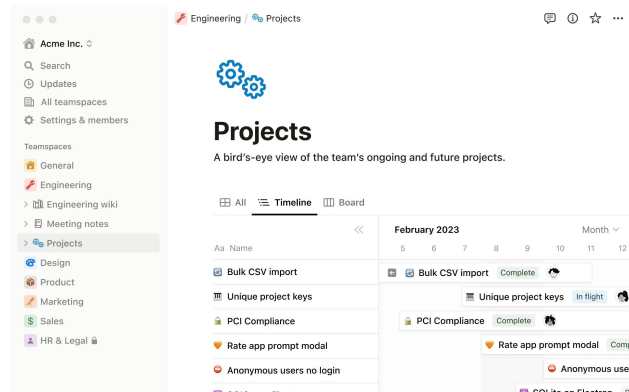 Engineering / Projects
Acme Inc.
Search
Updates
All teamspaces
Settings & members
Teamspaces
General
Engineering
Engineering wiki
Meeting notes
Projects
Design
Product
Marketing
Sales
HR & Legal
Projects
A bird's-eye view of the team's ongoing and future projects.
All Timeline Board
February 2023 Month
Aa Name 5 6 7 8 9 10 11 12
Bulk CSV import
Bulk CSV import Complete
Unique project keys
Unique project keys In flight
PCI Compliance
PCI Compliance Complete
Rate app prompt modal
Rate app prompt modal
Anonymous users no login
Anonymous